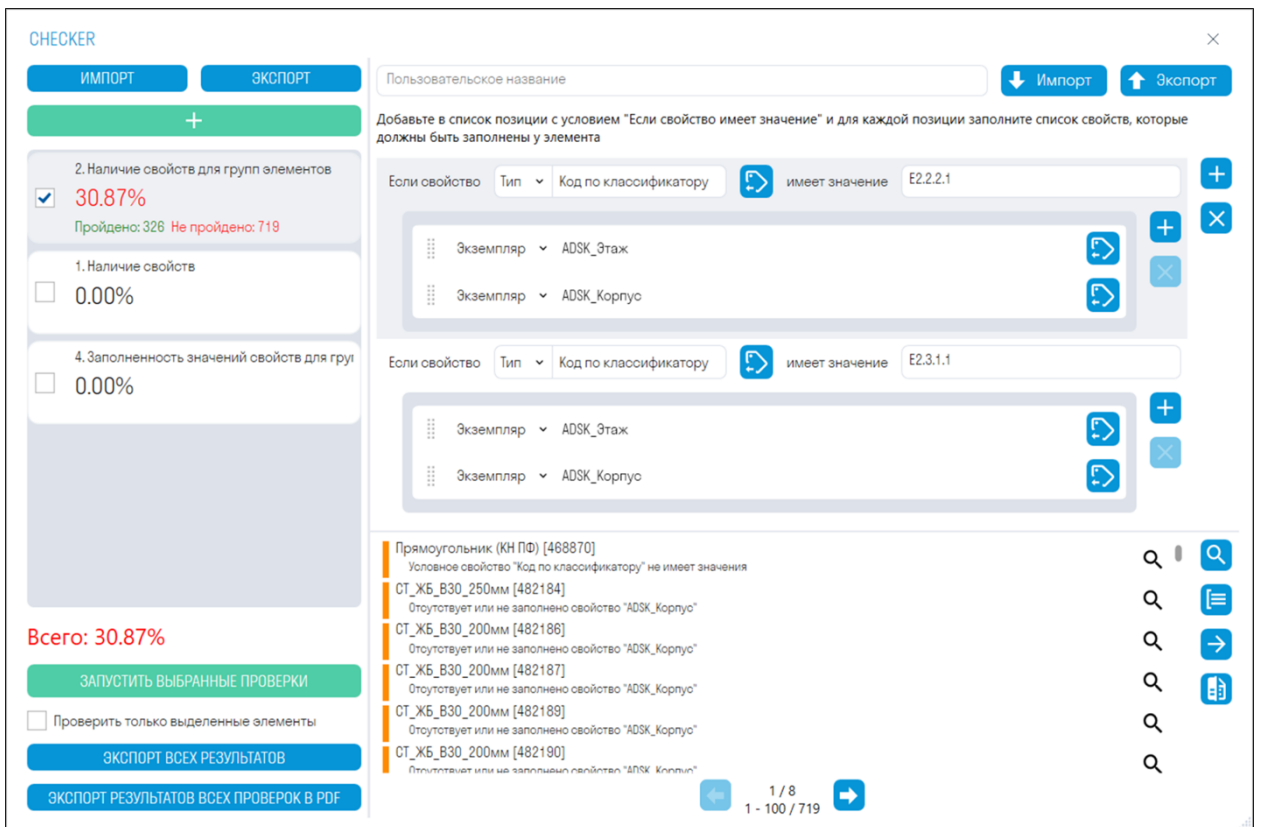 CHECKER
ИМПОРТ
ЭКСПОРТ
2. Наличие свойств для групп элементов
30.87%
Пройдено: 326 Не пройдено: 719
1. Наличие свойств
0.00%
4. Заполненность значений свойств для груп
0.00%
Всего: 30.87%
ЗАПУСТИТЬ ВЫБРАННЫЕ ПРОВЕРКИ
Проверить только выделенные элементы
ЭКСПОРТ ВСЕХ РЕЗУЛЬТАТОВ
ЭКСПОРТ РЕЗУЛЬТАТОВ ВСЕХ ПРОВЕРОК В PDF
Пользовательское название
Импорт
Экспорт
Добавьте в список позиции с условием "Если свойство имеет значение" и для каждой позиции заполните список свойств, которые
должны быть заполнены у элемента
Если свойство Тип Код по классификатору имеет значение E2.2.2.1
Экземпляр ADSK_Этаж
Экземпляр ADSK_Корпус
Если свойство Тип Код по классификатору имеет значение E2.3.1.1
Экземпляр ADSK_Этаж
Экземпляр ADSK_Корпус
Прямоугольник (КН ПФ) [468870]
Условное свойство "Код по классификатору" не имеет значения
СТ_ЖБ_В30_250мм [482184]
Отсутствует или не заполнено свойство "ADSK_Корпус"
СТ_ЖБ_В30_200мм [482186]
Отсутствует или не заполнено свойство "ADSK_Корпус"
СТ_ЖБ_В30_200мм [482187]
Отсутствует или не заполнено свойство "ADSK_Корпус"
СТ_ЖБ_В30_200мм [482189]
Отсутствует или не заполнено свойство "ADSK_Корпус"
СТ_ЖБ_В30_200мм [482190]
Отсутствует или не заполнено свойство "ADSK_Корпус"
1 / 8
1 - 100 / 719